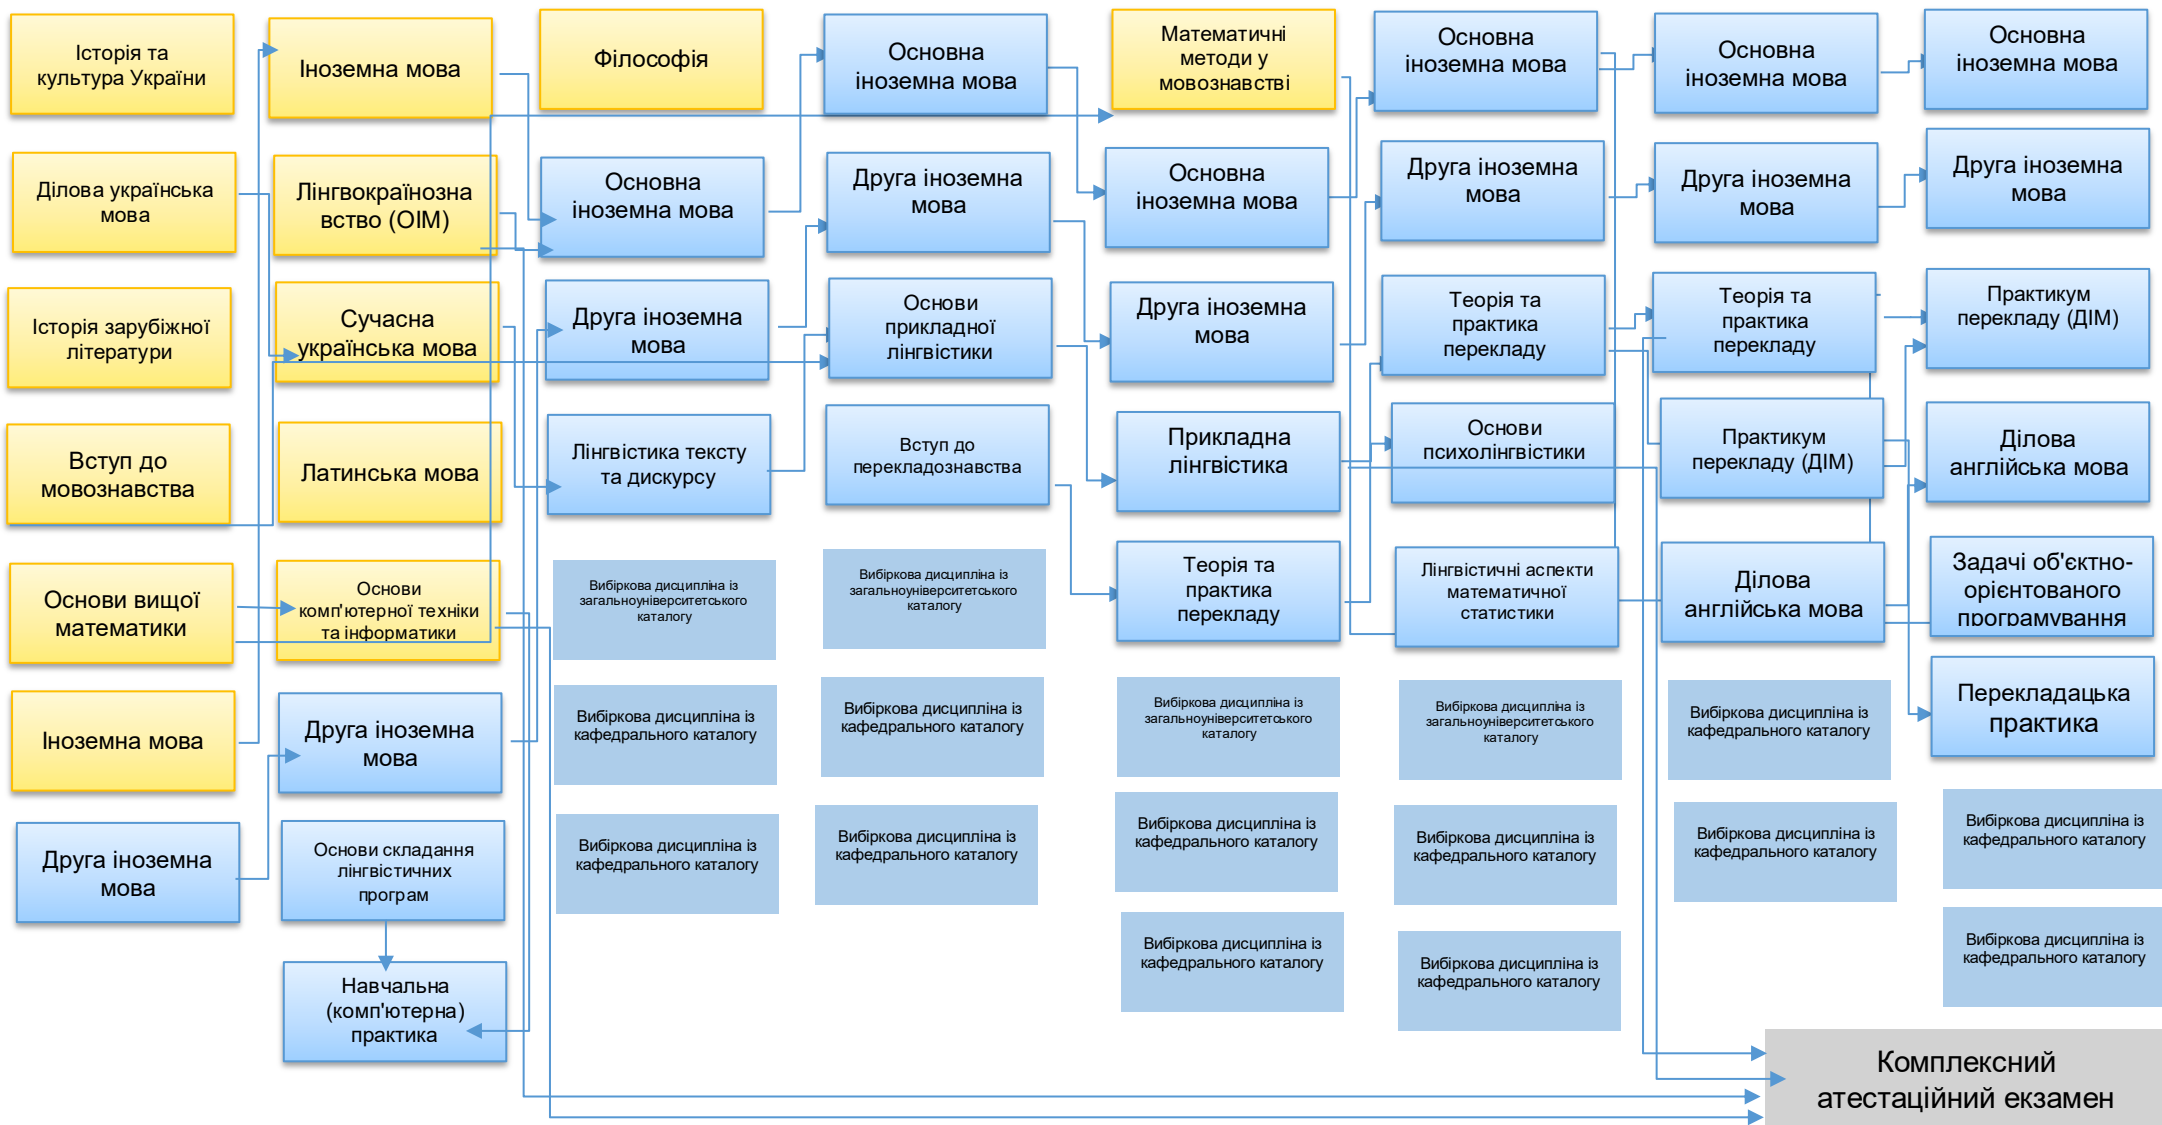 Історія та
культура України
Ділова українська
мова
Історія зарубіжної
літератури
Вступ до
мовознавства
Основи вищої
математики
Іноземна мова
Друга іноземна
мова
Іноземна мова
Лінгвокраїнозна
вство (ОІМ)
Сучасна
українська мова
Латинська мова
Основи
комп'ютерної техніки
та інформатики
Друга іноземна
мова
Основи складання
лінгвістичних
програм
Навчальна
(комп'ютерна)
практика
Філософія
Основна
іноземна мова
Друга іноземна
мова
Лінгвістика тексту
та дискурсу
Вибіркова дисципліна із
загальноуніверситетського
каталогу
Вибіркова дисципліна із
кафедрального каталогу
Вибіркова дисципліна із
кафедрального каталогу
Основна
іноземна мова
Друга іноземна
мова
Основи
прикладної
лінгвістики
Вступ до
перекладознавства
Вибіркова дисципліна із
загальноуніверситетського
каталогу
Вибіркова дисципліна із
кафедрального каталогу
Вибіркова дисципліна із
кафедрального каталогу
Математичні
методи у
мовознавстві
Основна
іноземна мова
Друга іноземна
мова
Прикладна
лінгвістика
Теорія та
практика
перекладу
Вибіркова дисципліна із
загальноуніверситетського
каталогу
Вибіркова дисципліна із
кафедрального каталогу
Вибіркова дисципліна із
кафедрального каталогу
Основна
іноземна мова
Друга іноземна
мова
Теорія та
практика
перекладу
Основи
психолінгвістики
Лінгвістичні аспекти
математичної
статистики
Вибіркова дисципліна із
загальноуніверситетського
каталогу
Вибіркова дисципліна із
кафедрального каталогу
Вибіркова дисципліна із
кафедрального каталогу
Основна
іноземна мова
Друга іноземна
мова
Теорія та
практика
перекладу
Практикум
перекладу (ДІМ)
Ділова
англійська мова
Вибіркова дисципліна із
кафедрального каталогу
Вибіркова дисципліна із
кафедрального каталогу
Основна
іноземна мова
Друга іноземна
мова
Практикум
перекладу (ДІМ)
Ділова
англійська мова
Задачі об'єктно-
орієнтованого
програмування
Перекладацька
практика
Вибіркова дисципліна із
кафедрального каталогу
Вибіркова дисципліна із
кафедрального каталогу
Комплексний
атестаційний екзамен